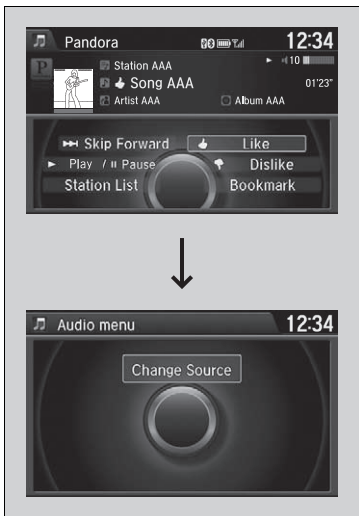 Pandora 12:34
Station AAA 10
Song AAA 01'23"
Artist AAA Album AAA
Skip Forward Like
Play / Pause Dislike
Station List Bookmark
Audio menu 12:34
Change Source